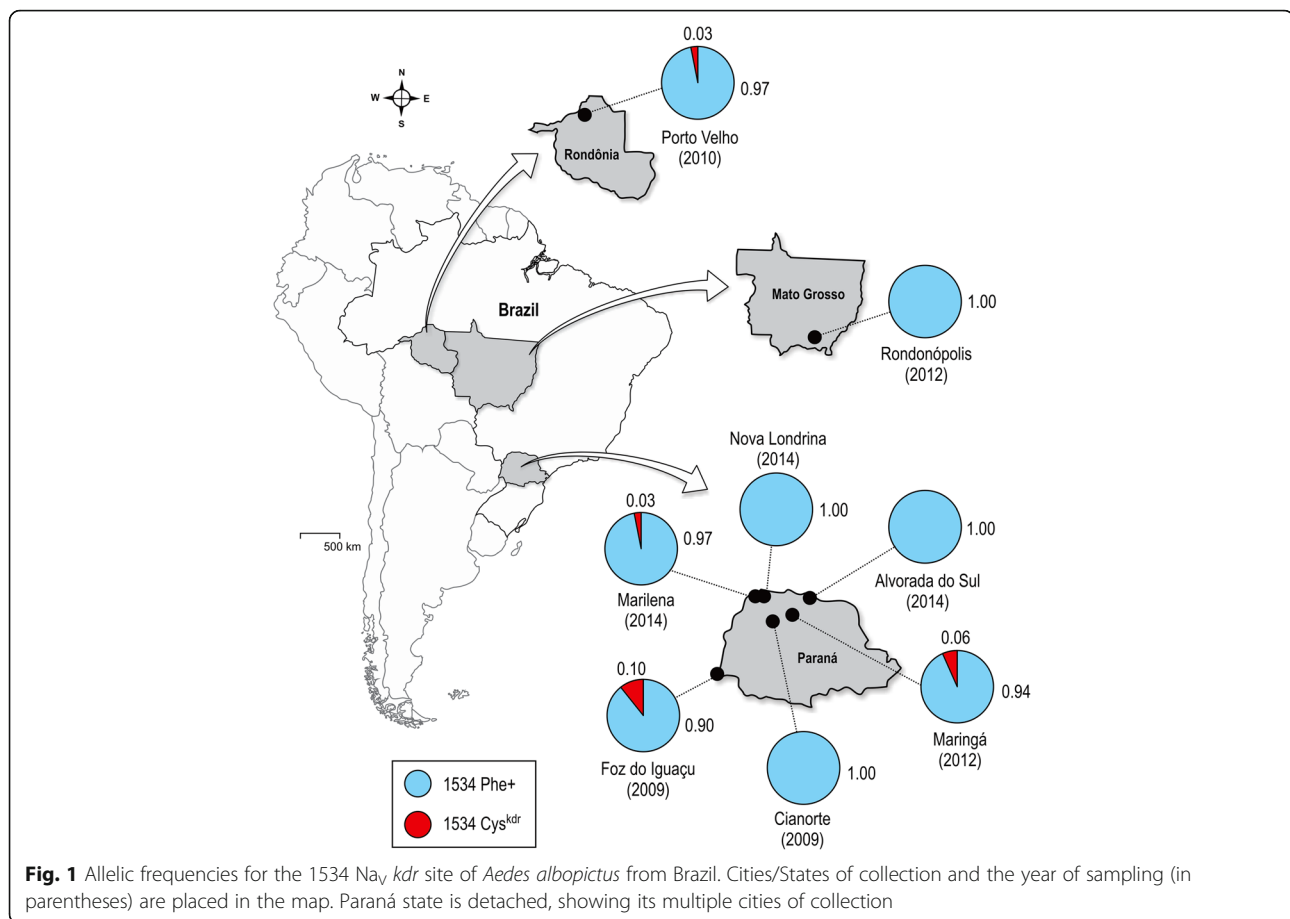 N
W E
S
0.03
0.97
Porto Velho
(2010)
Rondônia
Mato Grosso
1.00
Rondonópolis
(2012)
Brazil
Nova Londrina
(2014)
1.00
0.03
0.97
Marilena
(2014)
1.00
Alvorada do Sul
(2014)
500 km
Paraná
0.06
0.94
Maringá
(2012)
0.10
0.90
Foz do Iguaçu
(2009)
1.00
Cianorte
(2009)
1534 Phe+
1534 Cys^kdr
Fig. 1 Allelic frequencies for the 1534 Na_V kdr site of Aedes albopictus from Brazil. Cities/States of collection and the year of sampling (in
parentheses) are placed in the map. Paraná state is detached, showing its multiple cities of collection